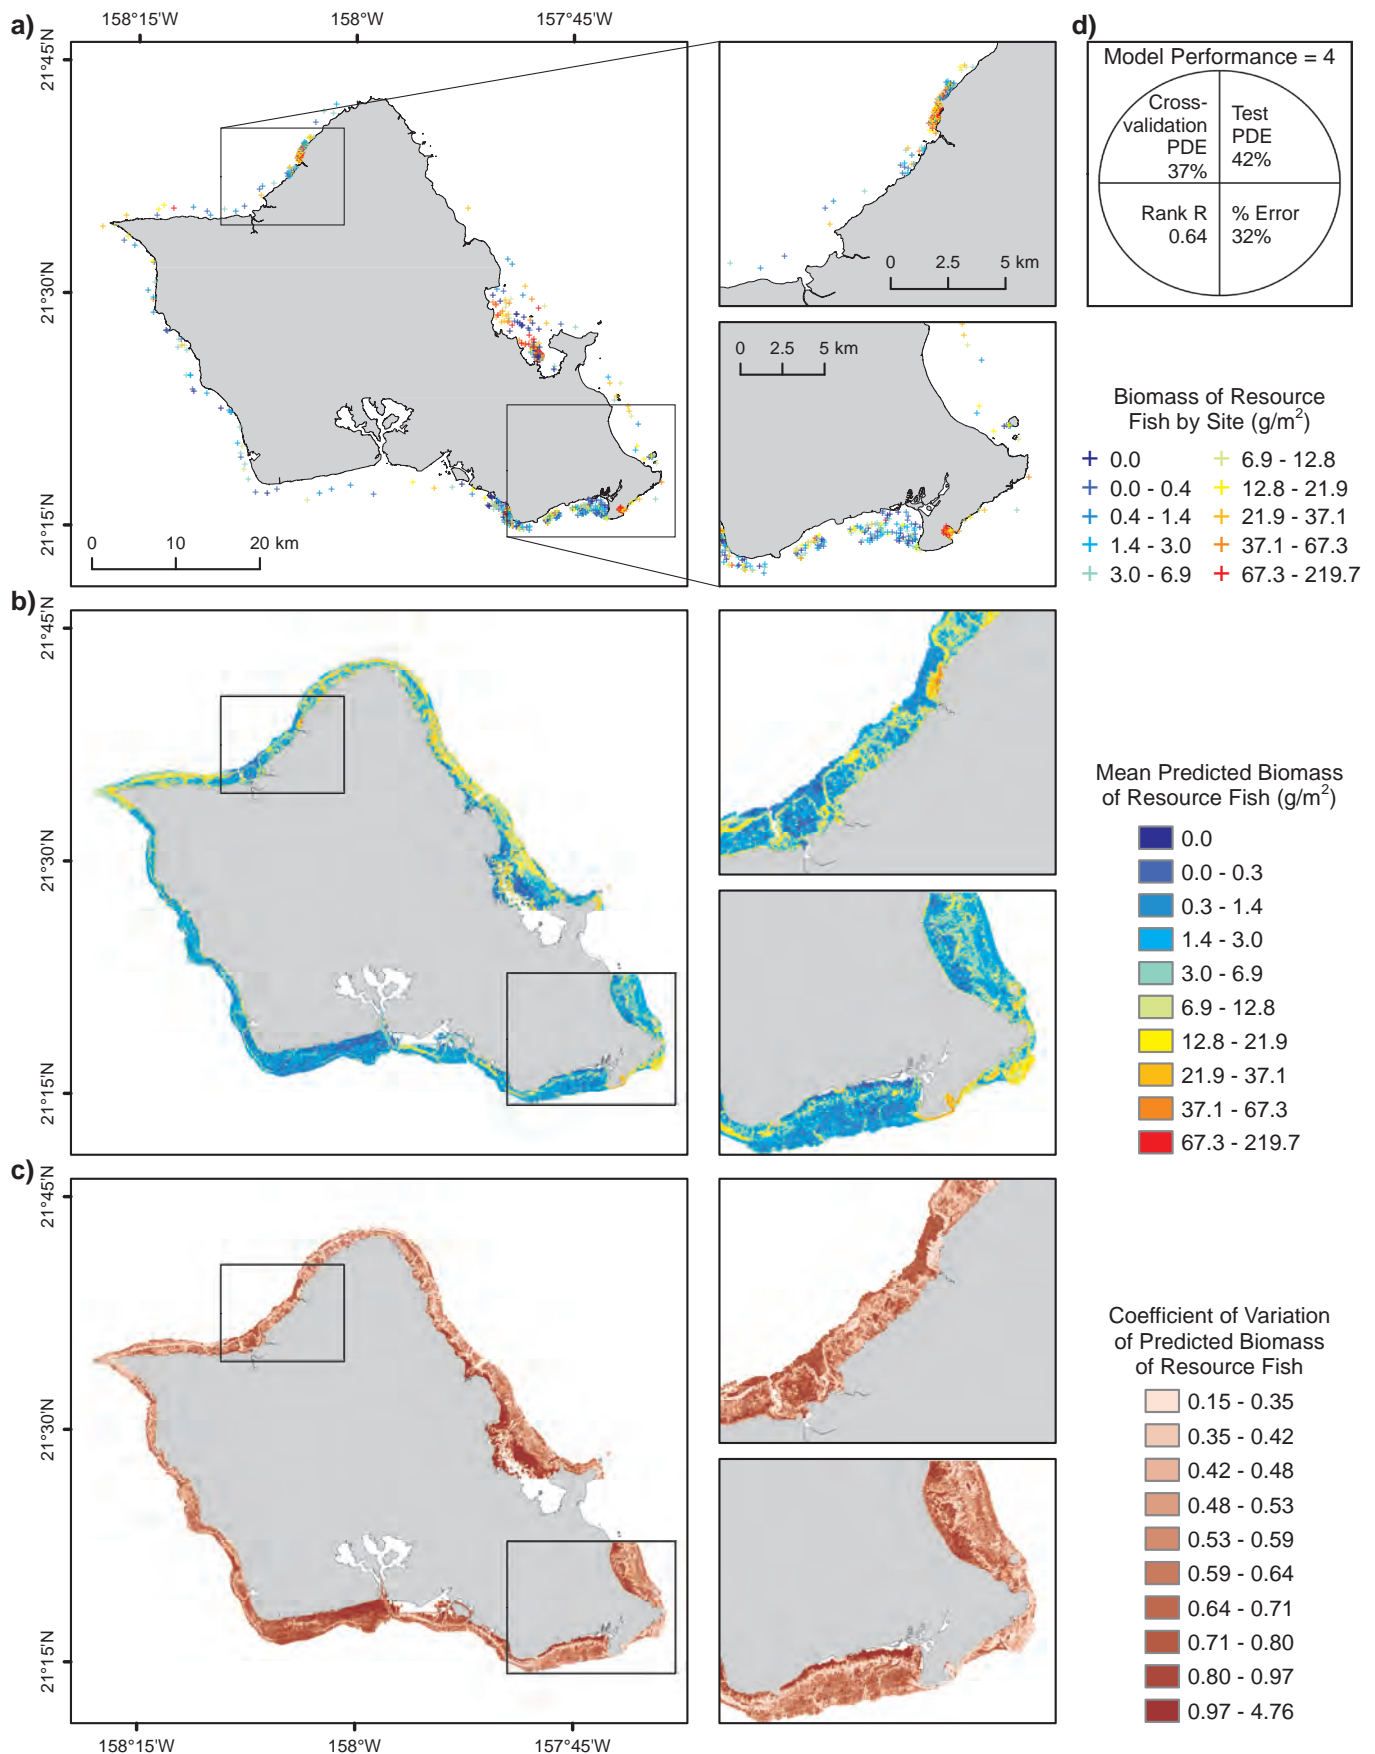 a)
158°15'W 158°W 157°45'W
21°45'N
21°30'N
21°15'N
0 10 20 km
0 2.5 5 km
0 2.5 5 km
d)
Model Performance = 4
Cross-
validation
PDE
37%
Test
PDE
42%
Rank R
0.64
% Error
32%
Biomass of Resource
Fish by Site (g/m²)
0.0
0.0 - 0.4
0.4 - 1.4
1.4 - 3.0
3.0 - 6.9
6.9 - 12.8
12.8 - 21.9
21.9 - 37.1
37.1 - 67.3
67.3 - 219.7
b)
21°45'N
21°30'N
21°15'N
Mean Predicted Biomass
of Resource Fish (g/m²)
0.0
0.0 - 0.3
0.3 - 1.4
1.4 - 3.0
3.0 - 6.9
6.9 - 12.8
12.8 - 21.9
21.9 - 37.1
37.1 - 67.3
67.3 - 219.7
c)
21°45'N
21°30'N
21°15'N
Coefficient of Variation
of Predicted Biomass
of Resource Fish
0.15 - 0.35
0.35 - 0.42
0.42 - 0.48
0.48 - 0.53
0.53 - 0.59
0.59 - 0.64
0.64 - 0.71
0.71 - 0.80
0.80 - 0.97
0.97 - 4.76
158°15'W 158°W 157°45'W